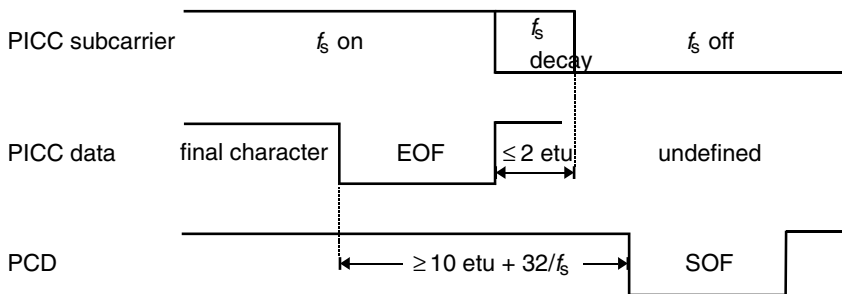 PICC subcarrier fs on fs decay fs off
PICC data final character EOF ≤ 2 etu undefined
PCD ≥ 10 etu + 32/fs SOF